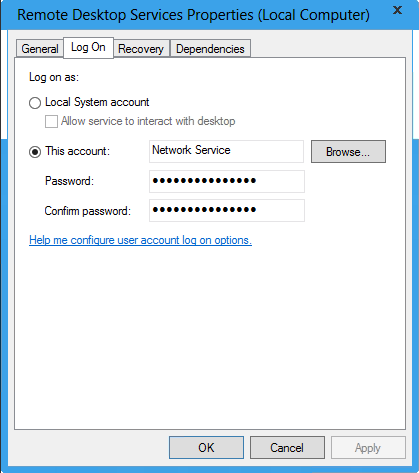 Remote Desktop Services Properties (Local Computer) x
General Log On Recovery Dependencies
Log on as:
Local System account
Allow service to interact with desktop
This account: Network Service Browse...
Password: •••••••••••••••
Confirm password: •••••••••••••••
Help me configure user account log on options.
OK Cancel Apply